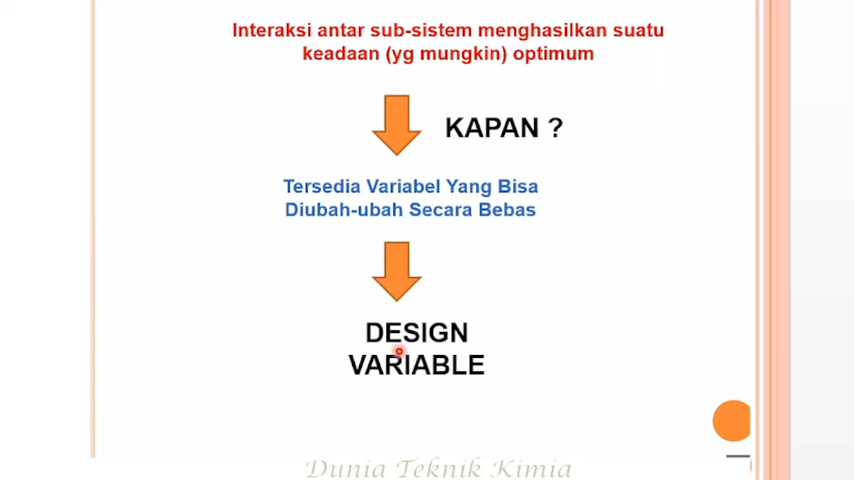 Interaksi antar sub-sistem menghasilkan suatu
keadaan (yg mungkin) optimum
KAPAN ?
Tersedia Variabel Yang Bisa
Diubah-ubah Secara Bebas
DESIGN
VARIABLE
Dunia Teknik Kimia